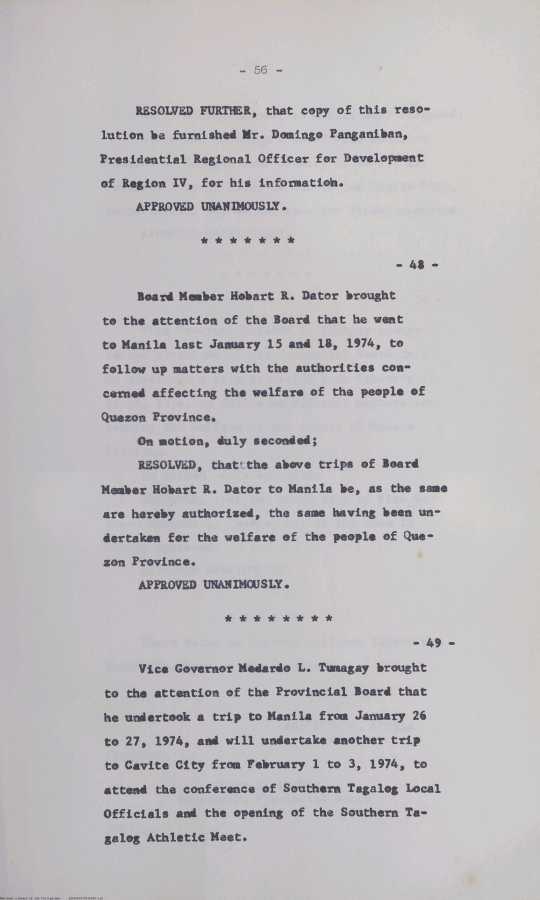 - 56 -
RESOLVED FURTHER, that copy of this reso-
lution be furnished Mr. Domingo Panganiban,
Presidential Regional Officer for Development
of Region IV, for his information.
APPROVED UNANIMOUSLY.
* * * * * * *
- 48 -
Board Member Hobart R. Dator brought
to the attention of the Board that he went
to Manila last January 15 and 18, 1974, to
follow up matters with the authorities con-
cerned affecting the welfare of the people of
Quezon Province.
On motion, duly seconded;
RESOLVED, that the above trips of Board
Member Hobart R. Dator to Manila be, as the same
are hereby authorized, the same having been un-
dertaken for the welfare of the people of Que-
zon Province.
APPROVED UNANIMOUSLY.
* * * * * * * *
- 49 -
Vice Governor Medardo L. Tumagay brought
to the attention of the Provincial Board that
he undertook a trip to Manila from January 26
to 27, 1974, and will undertake another trip
to Cavite City from February 1 to 3, 1974, to
attend the conference of Southern Tagalog Local
Officials and the opening of the Southern Ta-
galog Athletic Meet.